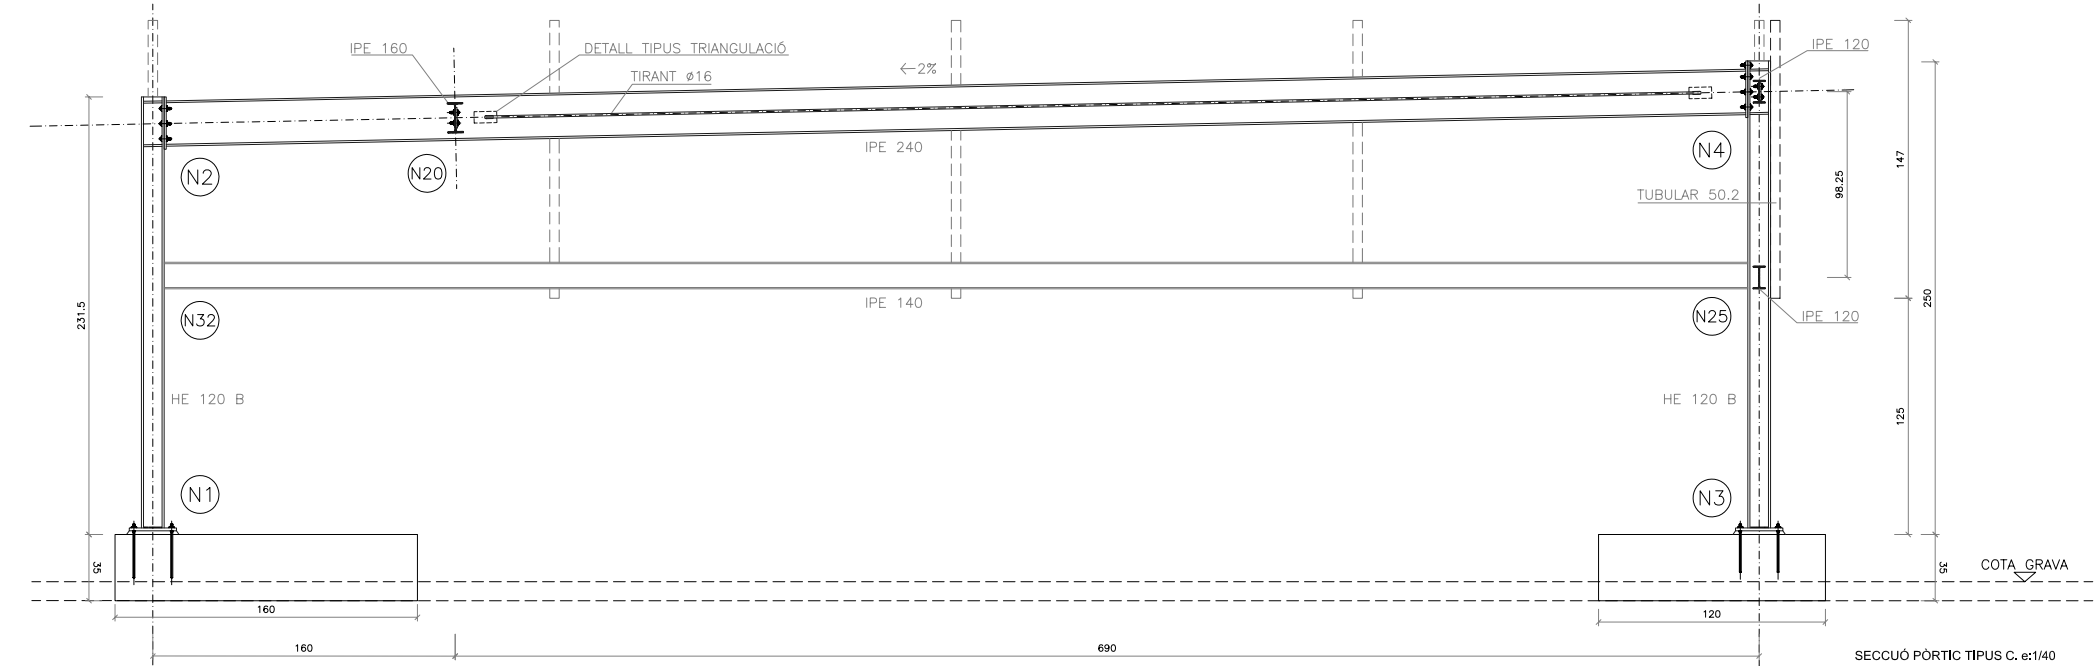 IPE 160
DETALL TIPUS TRIANGULACIÓ
TIRANT ø16
←2%
IPE 120
N2
N20
IPE 240
N4
147
98.25
TUBULAR 50.2
231.5
N32
IPE 140
N25
IPE 120
250
HE 120 B
HE 120 B
125
N1
N3
35
35
COTA GRAVA
160
120
160
690
SECCUÓ PÒRTIC TIPUS C. e:1/40